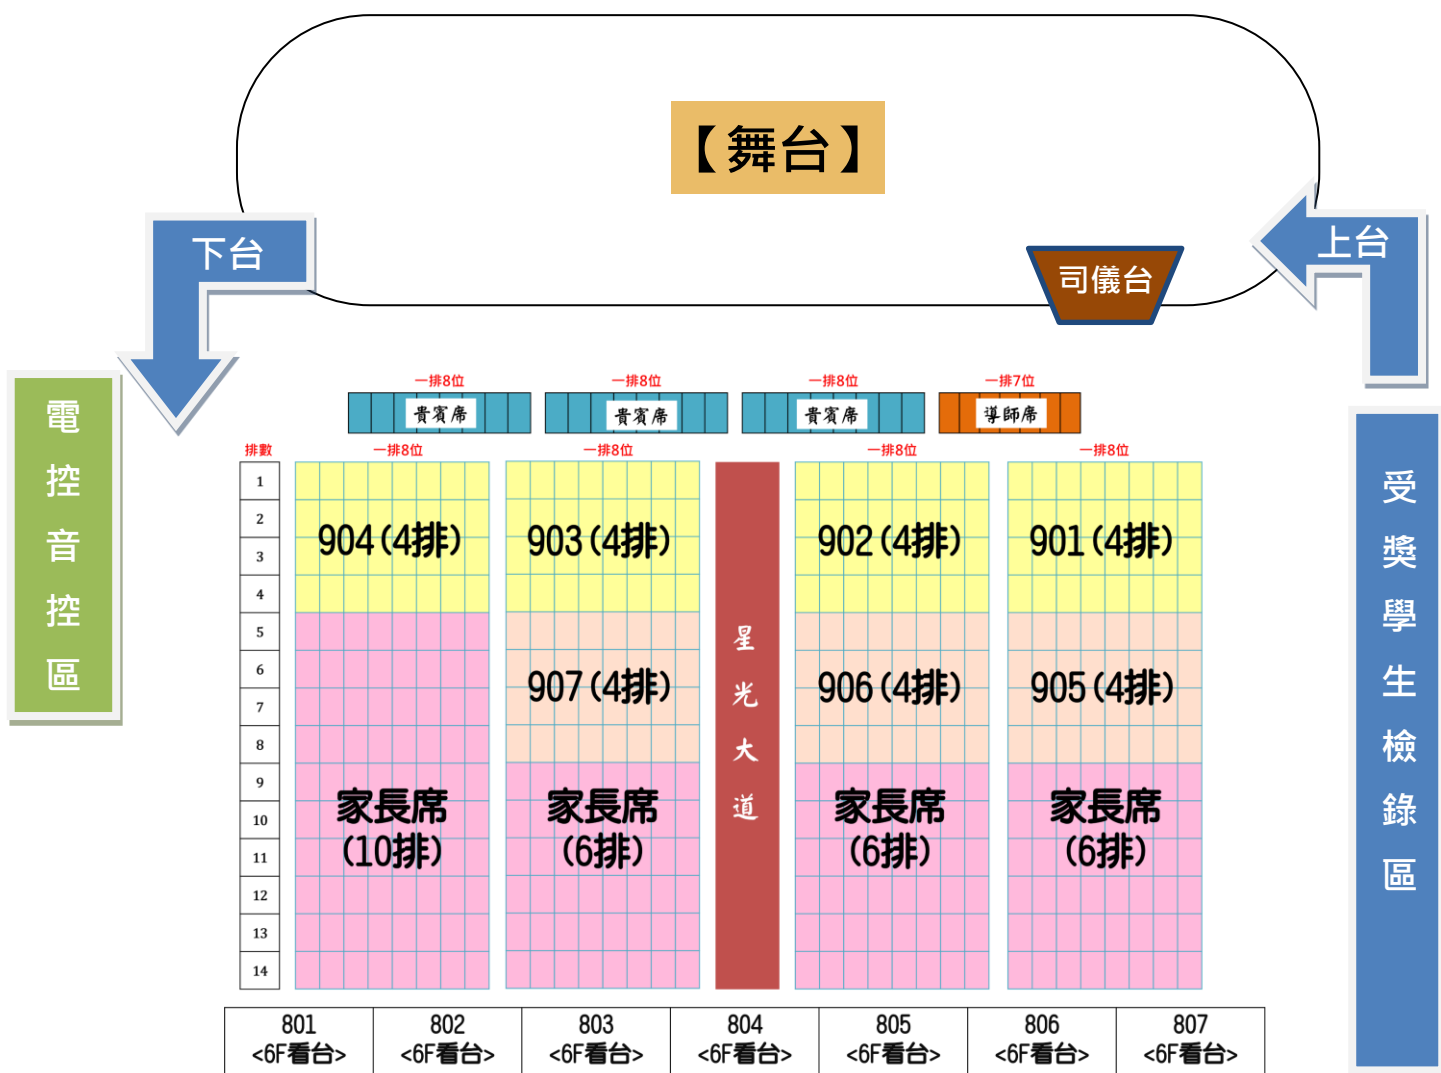 【舞台】
下台
上台
司儀台
電控音控區
受獎學生檢錄區
一排8位
一排8位
一排8位
一排7位
貴賓席
貴賓席
貴賓席
導師席
排數
一排8位
一排8位
一排8位
一排8位
1
2
3
4
5
6
7
8
9
10
11
12
13
14
904(4排)
903(4排)
902(4排)
901(4排)
907(4排)
906(4排)
905(4排)
星光大道
家長席
(10排)
家長席
(6排)
家長席
(6排)
家長席
(6排)
801
<6F看台>
802
<6F看台>
803
<6F看台>
804
<6F看台>
805
<6F看台>
806
<6F看台>
807
<6F看台>